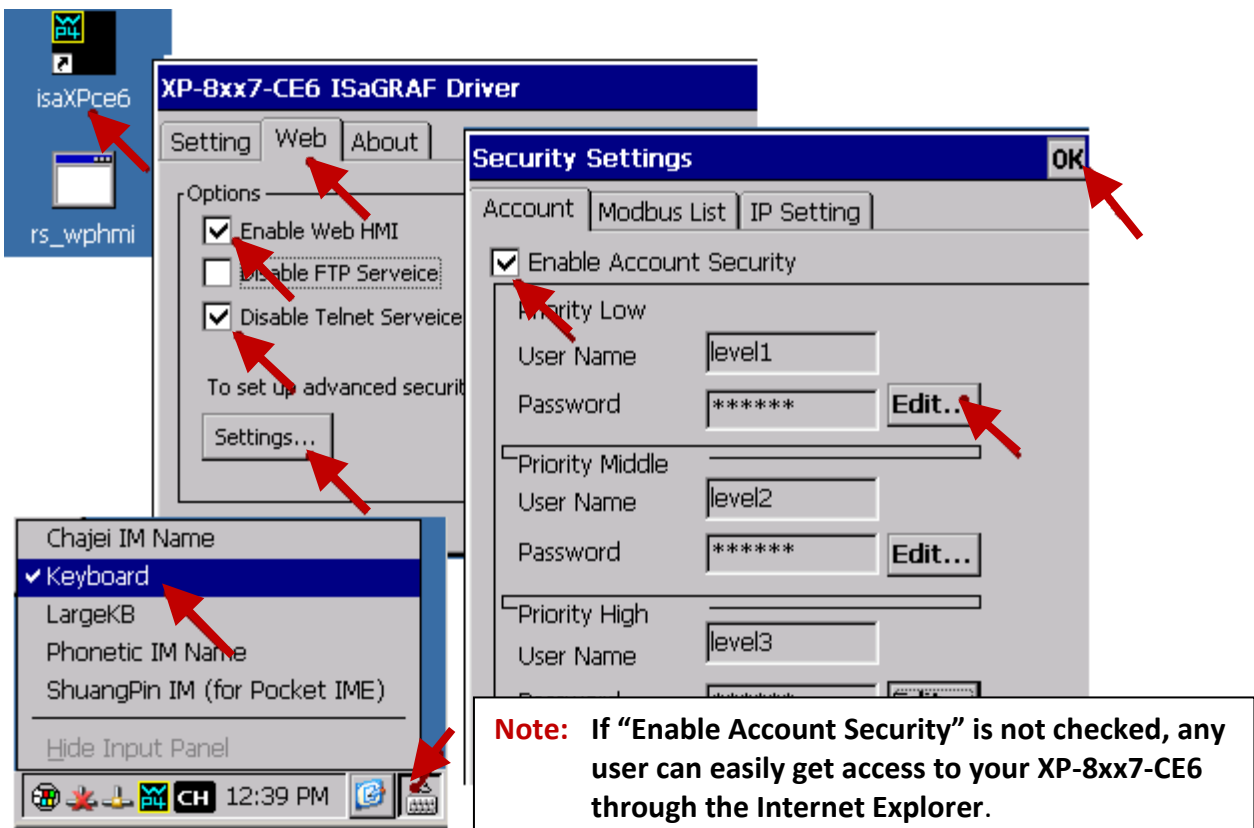 P4
isaXPce6
rs_wphmi
XP-8xx7-CE6 ISaGRAF Driver
Setting Web About
Options
Enable Web HMI
Disable FTP Serveice
Disable Telnet Serveice
To set up advanced securit
Settings...
Security Settings OK
Account Modbus List IP Setting
Enable Account Security
Priority Low
User Name level1
Password ****** Edit...
Priority Middle
User Name level2
Password ****** Edit...
Priority High
User Name level3
Chajei IM Name
Keyboard
LargeKB
Phonetic IM Name
ShuangPin IM (for Pocket IME)
Hide Input Panel
P4 CH 12:39 PM
Note: If “Enable Account Security” is not checked, any
user can easily get access to your XP-8xx7-CE6
through the Internet Explorer.